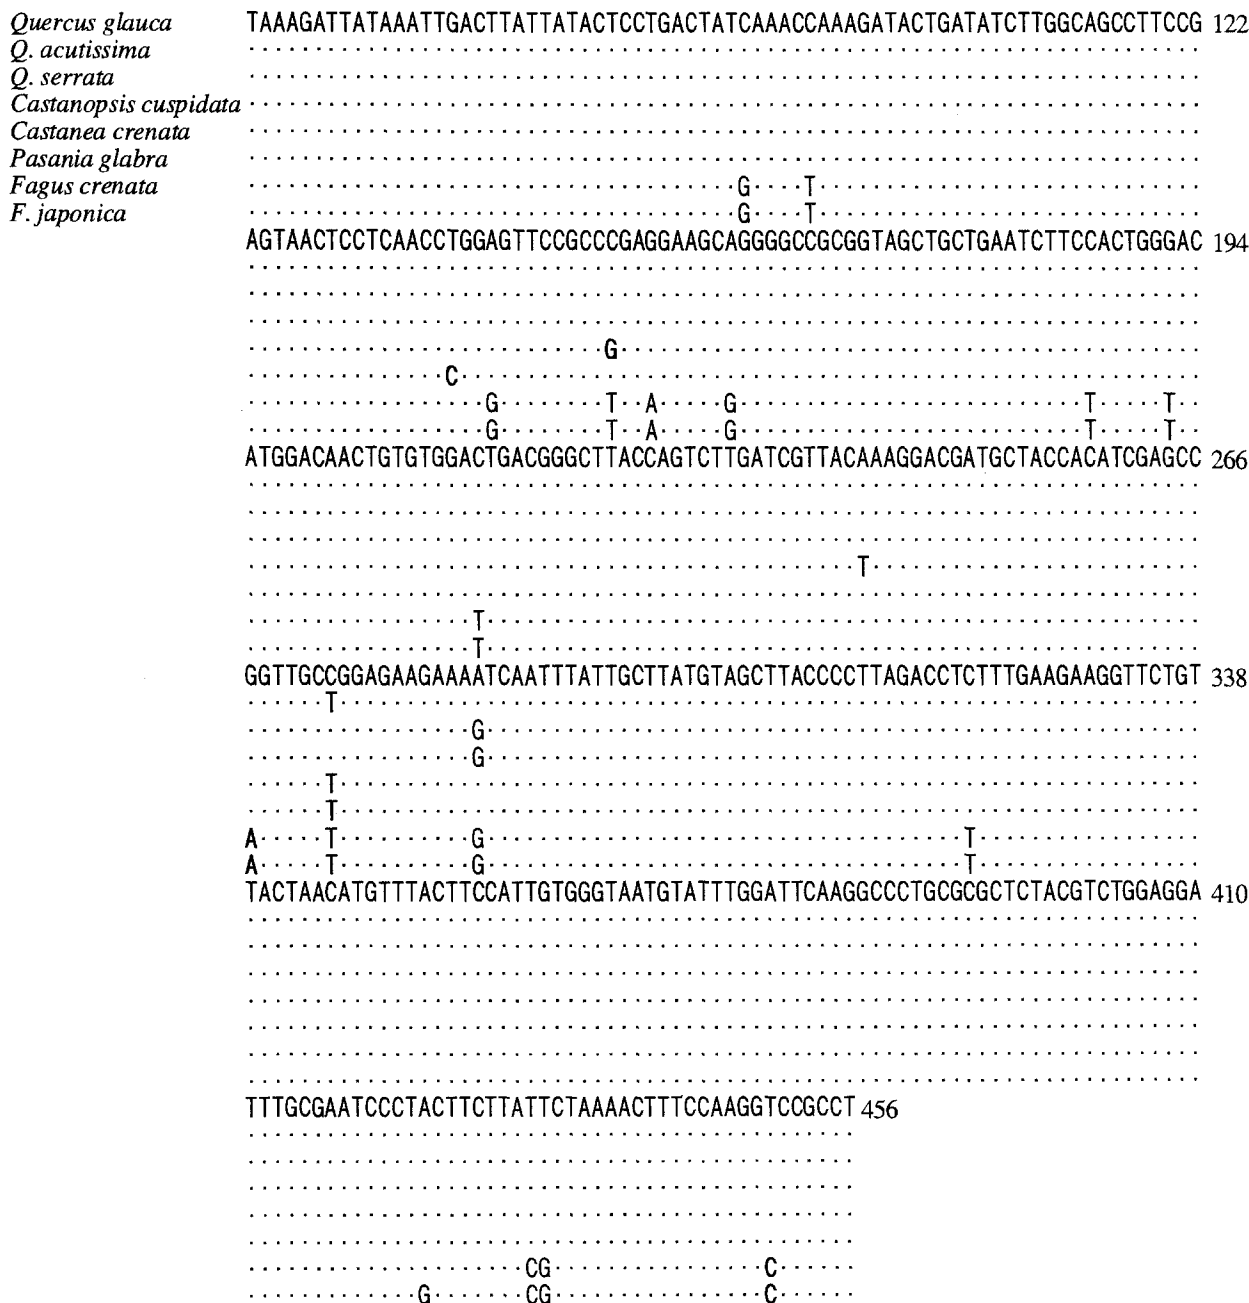 Quercus glauca TAAAGATTATAAATTGACTTATTATACTCCTGACTATCAAACCAAAGATACTGATATCTTGGCAGCCTTCCG 122
Q. acutissima ········································································
Q. serrata ········································································
Castanopsis cuspidata ········································································
Castanea crenata ········································································
Pasania glabra ········································································
Fagus crenata ·····································G····T·····························
F. japonica ·····································G····T·····························
AGTAACTCCTCAACCTGGAGTTCCGCCCGAGGAAGCAGGGGCCGCGGTAGCTGCTGAATCTTCCACTGGGAC 194
········································································
········································································
········································································
···························G············································
···············C························································
··················G········T··A·····G··························T·····T··
··················G········T··A·····G··························T·····T··
ATGGACAACTGTGTGGACTGACGGGCTTACCAGTCTTGATCGTTACAAAGGACGATGCTACCACATCGAGCC 266
········································································
········································································
········································································
··············································T·························
········································································
·················T······················································
·················T······················································
GGTTGCCGGAGAAGAAAATCAATTTATTGCTTATGTAGCTTACCCCTTAGACCTCTTTGAAGAAGGTTCTGT 338
······T·································································
·················G······················································
·················G······················································
······T·································································
······T·································································
A·····T··········G····································T·················
A·····T··········G····································T·················
TACTAACATGTTTACTTCCATTGTGGGTAATGTATTTGGATTCAAGGCCCTGCGCGCTCTACGTCTGGAGGA 410
········································································
········································································
········································································
········································································
········································································
········································································
········································································
TTTGCGAATCCCTACTTCTTATTCTAAAACTTTCCAAGGTCCGCCT 456
··············································
··············································
··············································
··············································
··············································
·····················CG················C······
·············G·······CG················C······